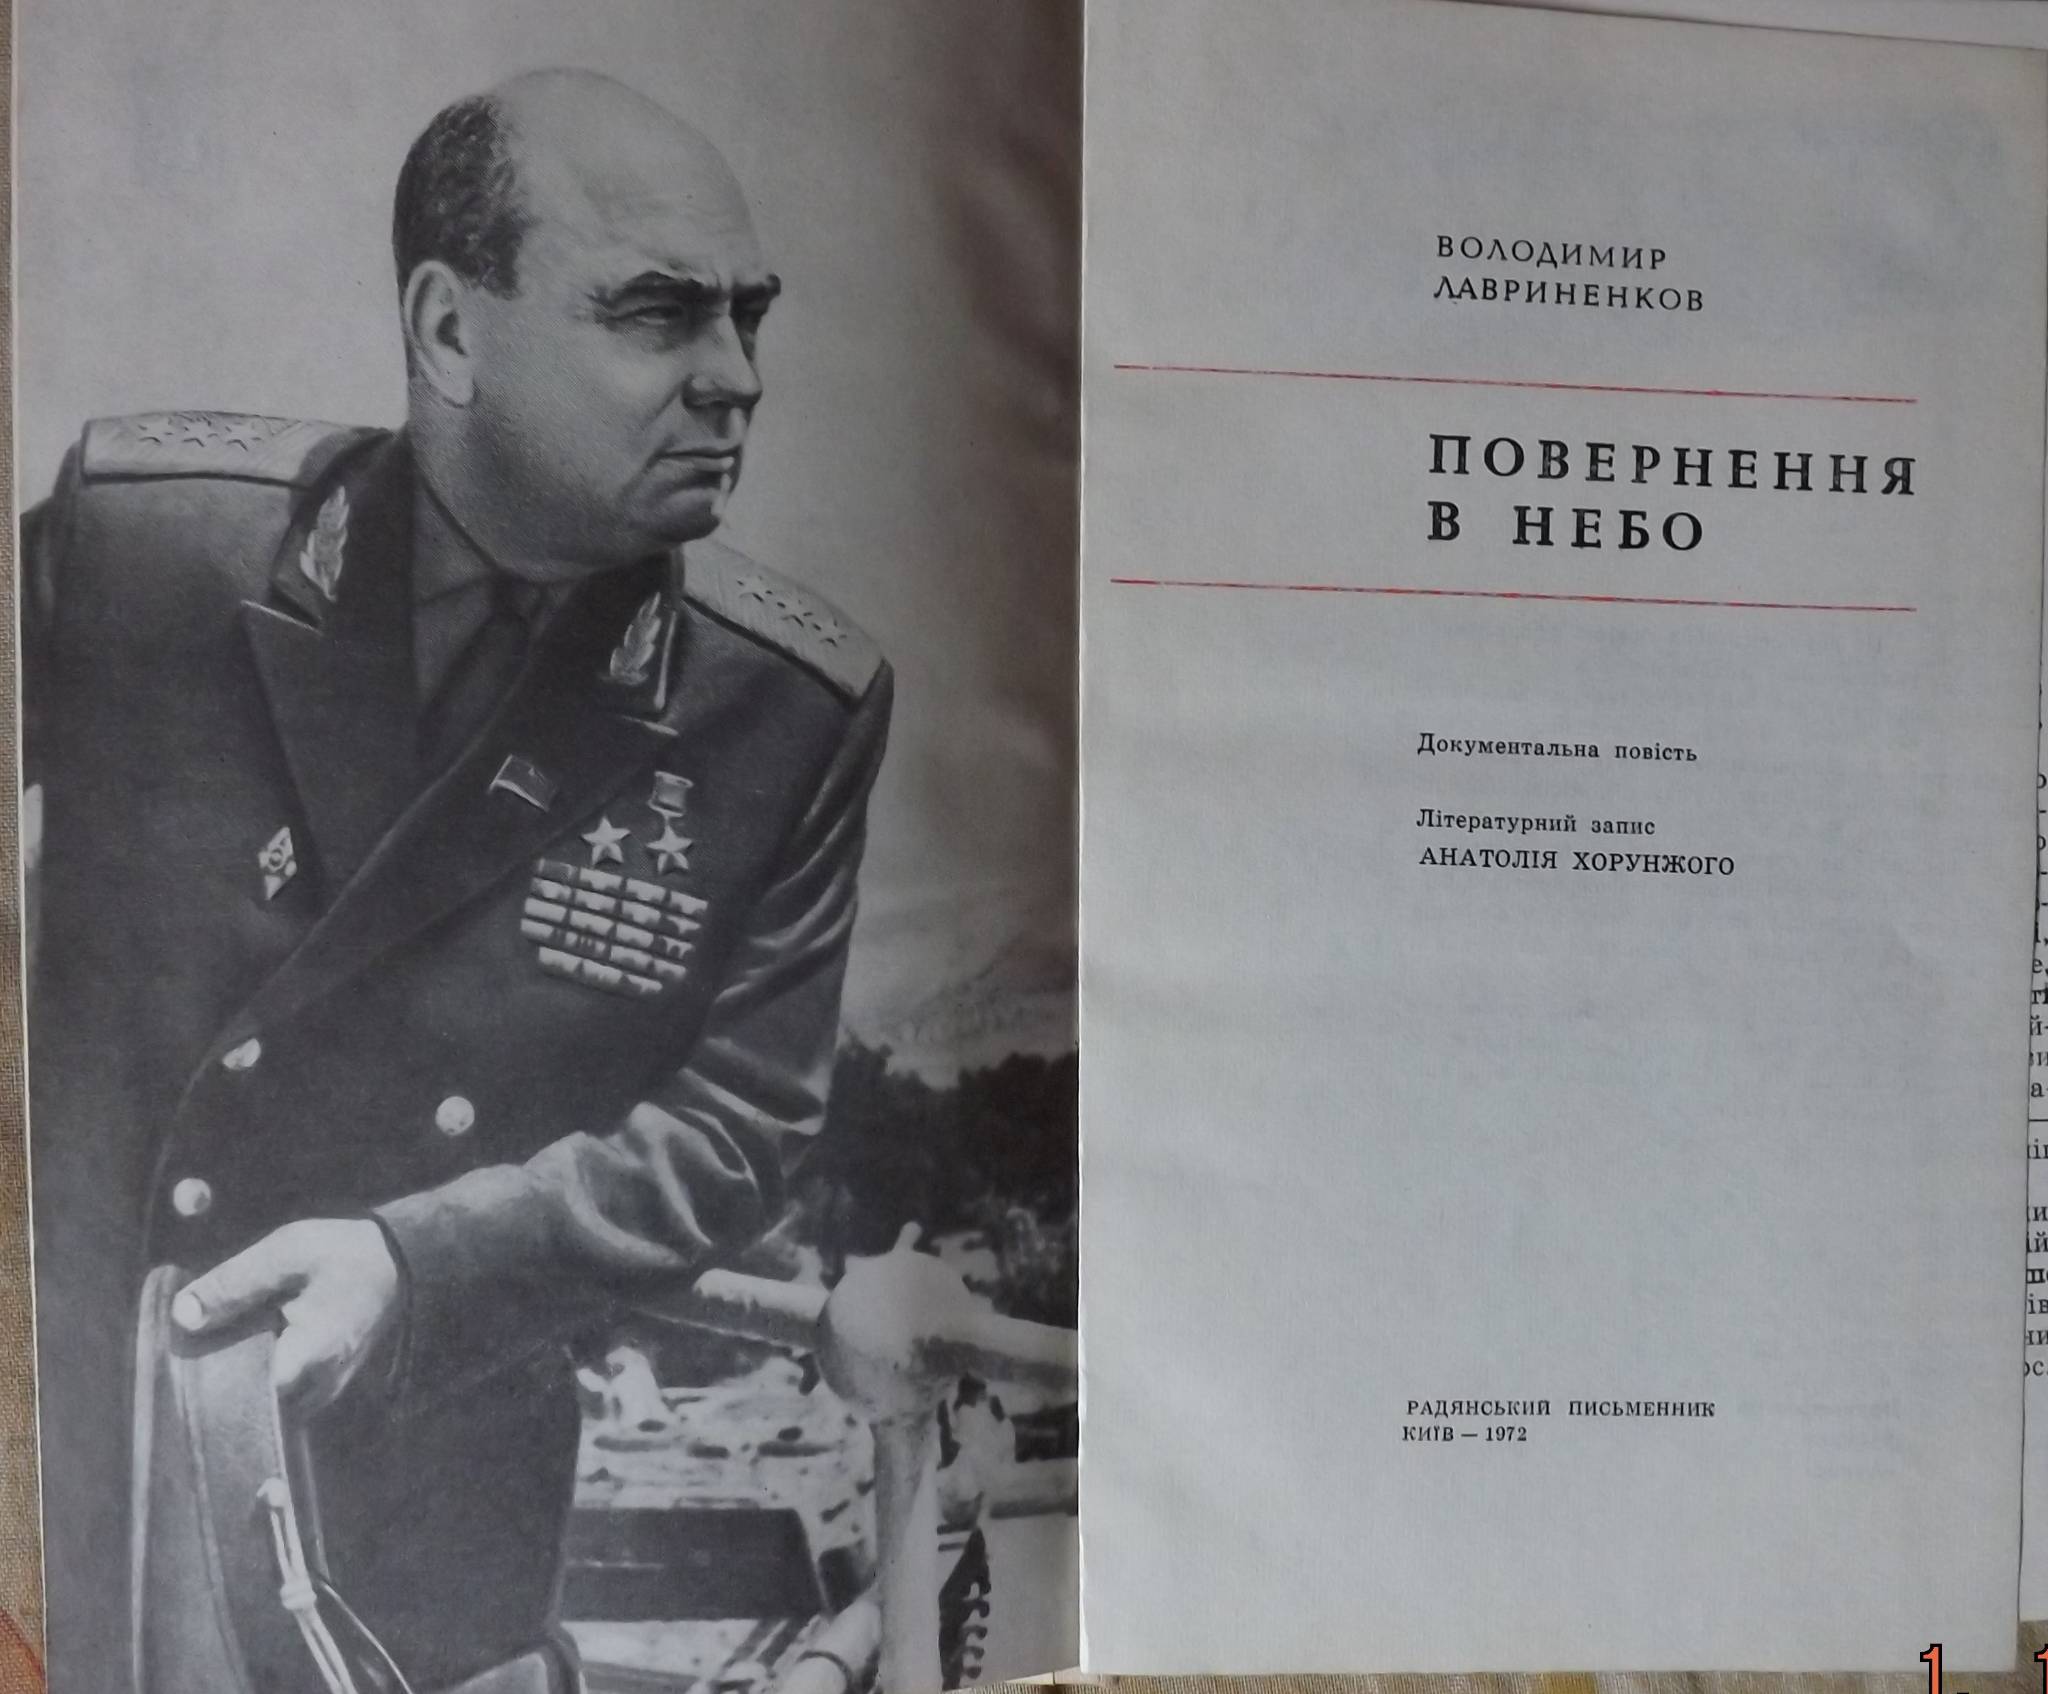 ВОЛОДИМИР
ЛАВРИНЕНКОВ
ПОВЕРНЕННЯ
В НЕБО
Документальна повість
Літературний запис
АНАТОЛІЯ ХОРУНЖОГО
РАДЯНСЬКИЙ ПИСЬМЕННИК
КИЇВ — 1972